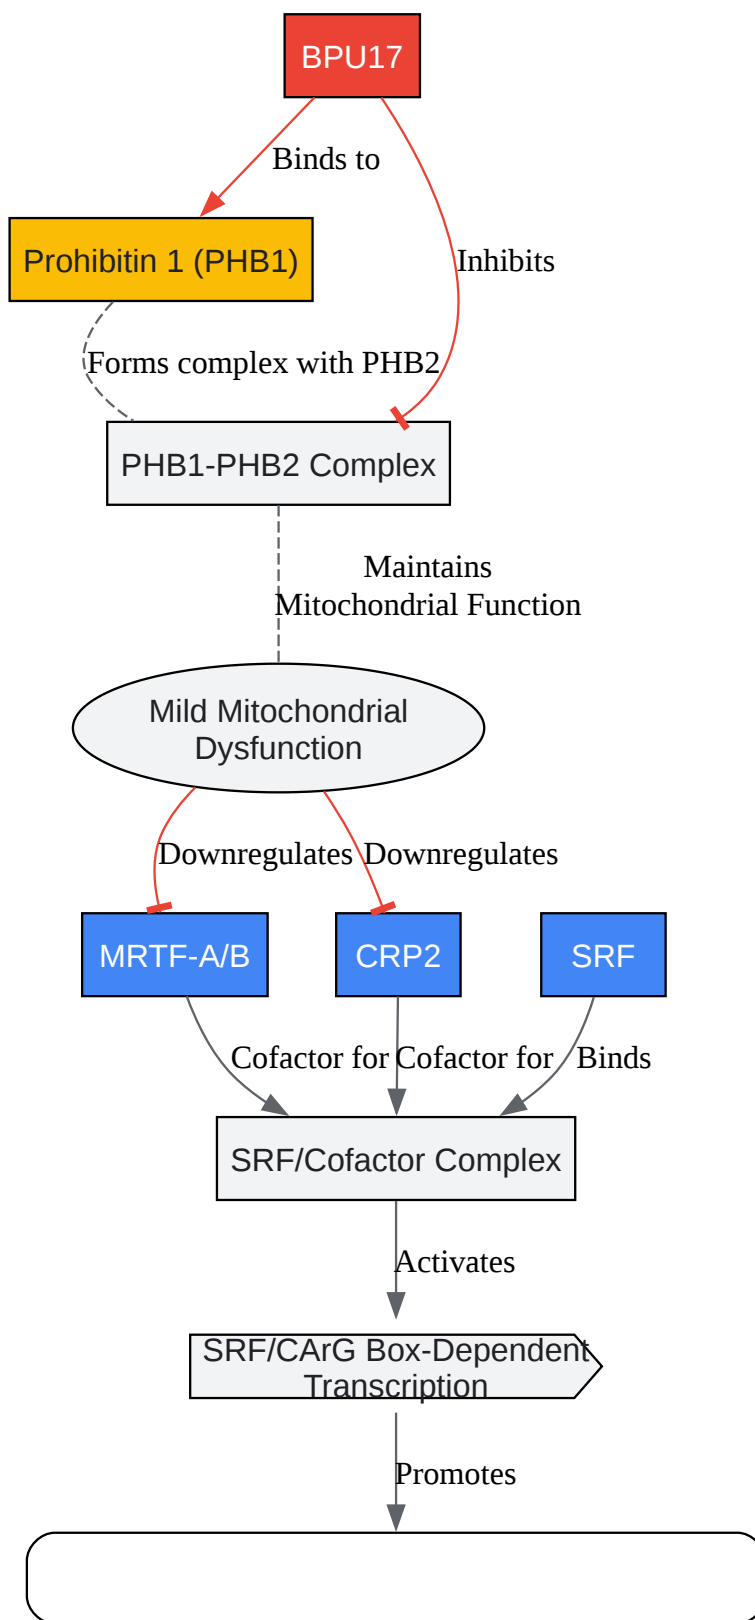 BPU17
Binds to
Prohibitin 1 (PHB1)
Inhibits
Forms complex with PHB2
PHB1-PHB2 Complex
Maintains
Mitochondrial Function
Mild Mitochondrial
Dysfunction
Downregulates
Downregulates
MRTF-A/B
CRP2
SRF
Cofactor for
Cofactor for
Binds
SRF/Cofactor Complex
Activates
SRF/CArG Box-Dependent
Transcription
Promotes